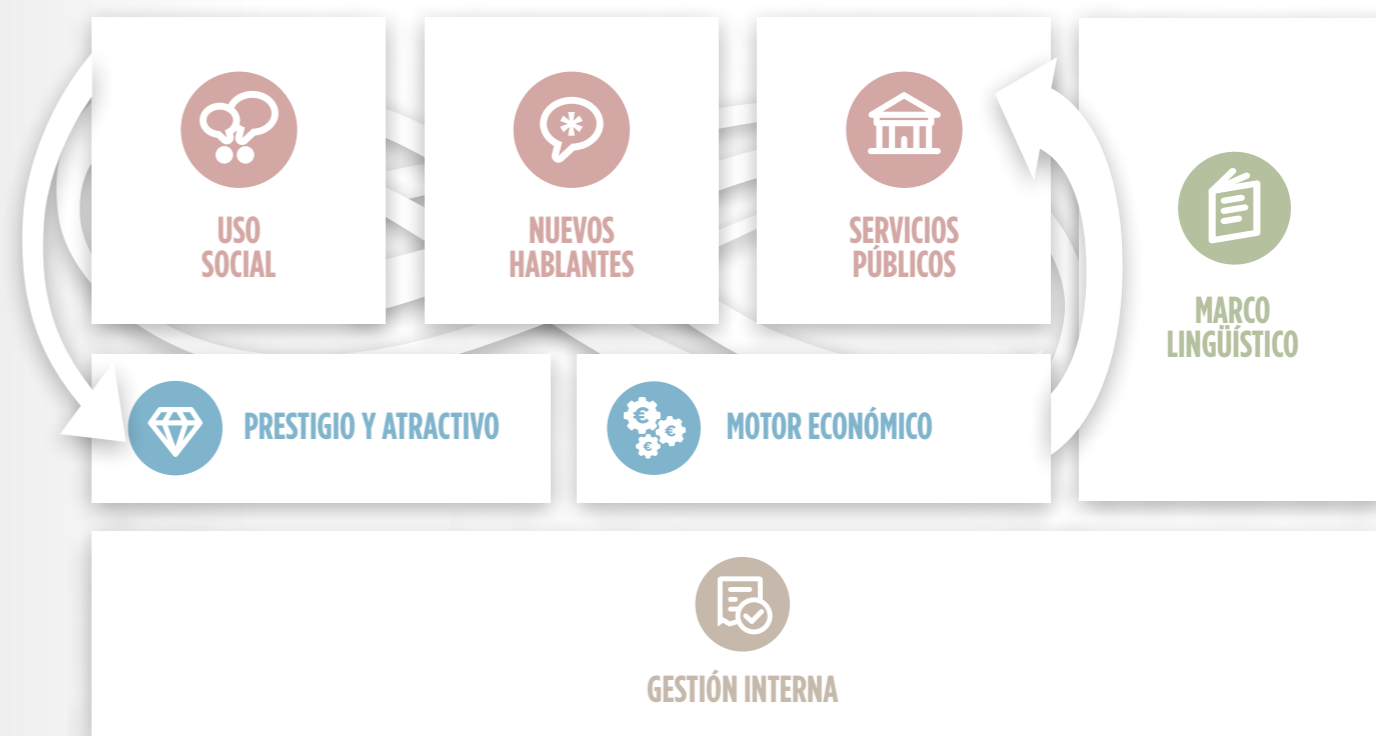 USO
SOCIAL
NUEVOS
HABLANTES
SERVICIOS
PÚBLICOS
MARCO
LINGÜÍSTICO
PRESTIGIO Y ATRACTIVO
MOTOR ECONÓMICO
GESTIÓN INTERNA